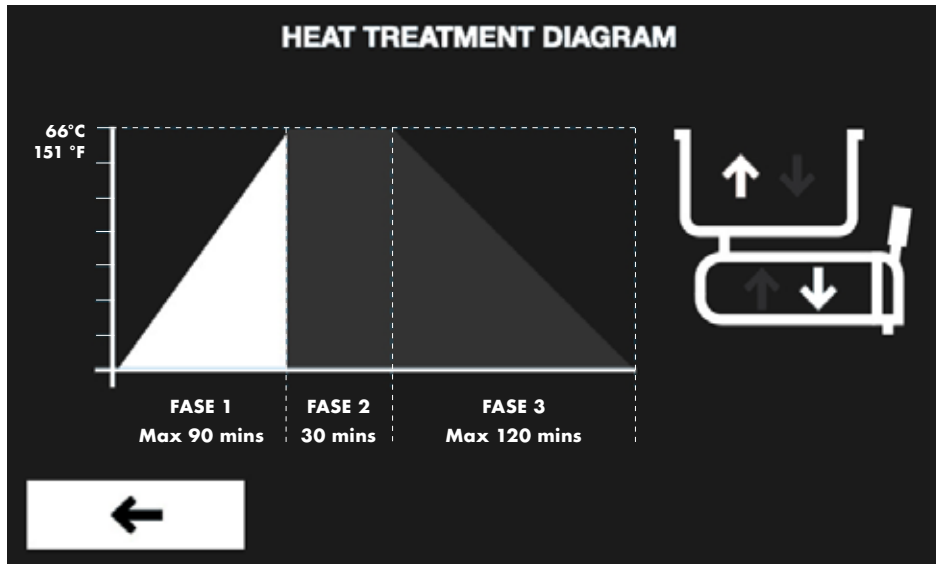 HEAT TREATMENT DIAGRAM
66°C
151 °F
FASE 1
Max 90 mins
FASE 2
30 mins
FASE 3
Max 120 mins